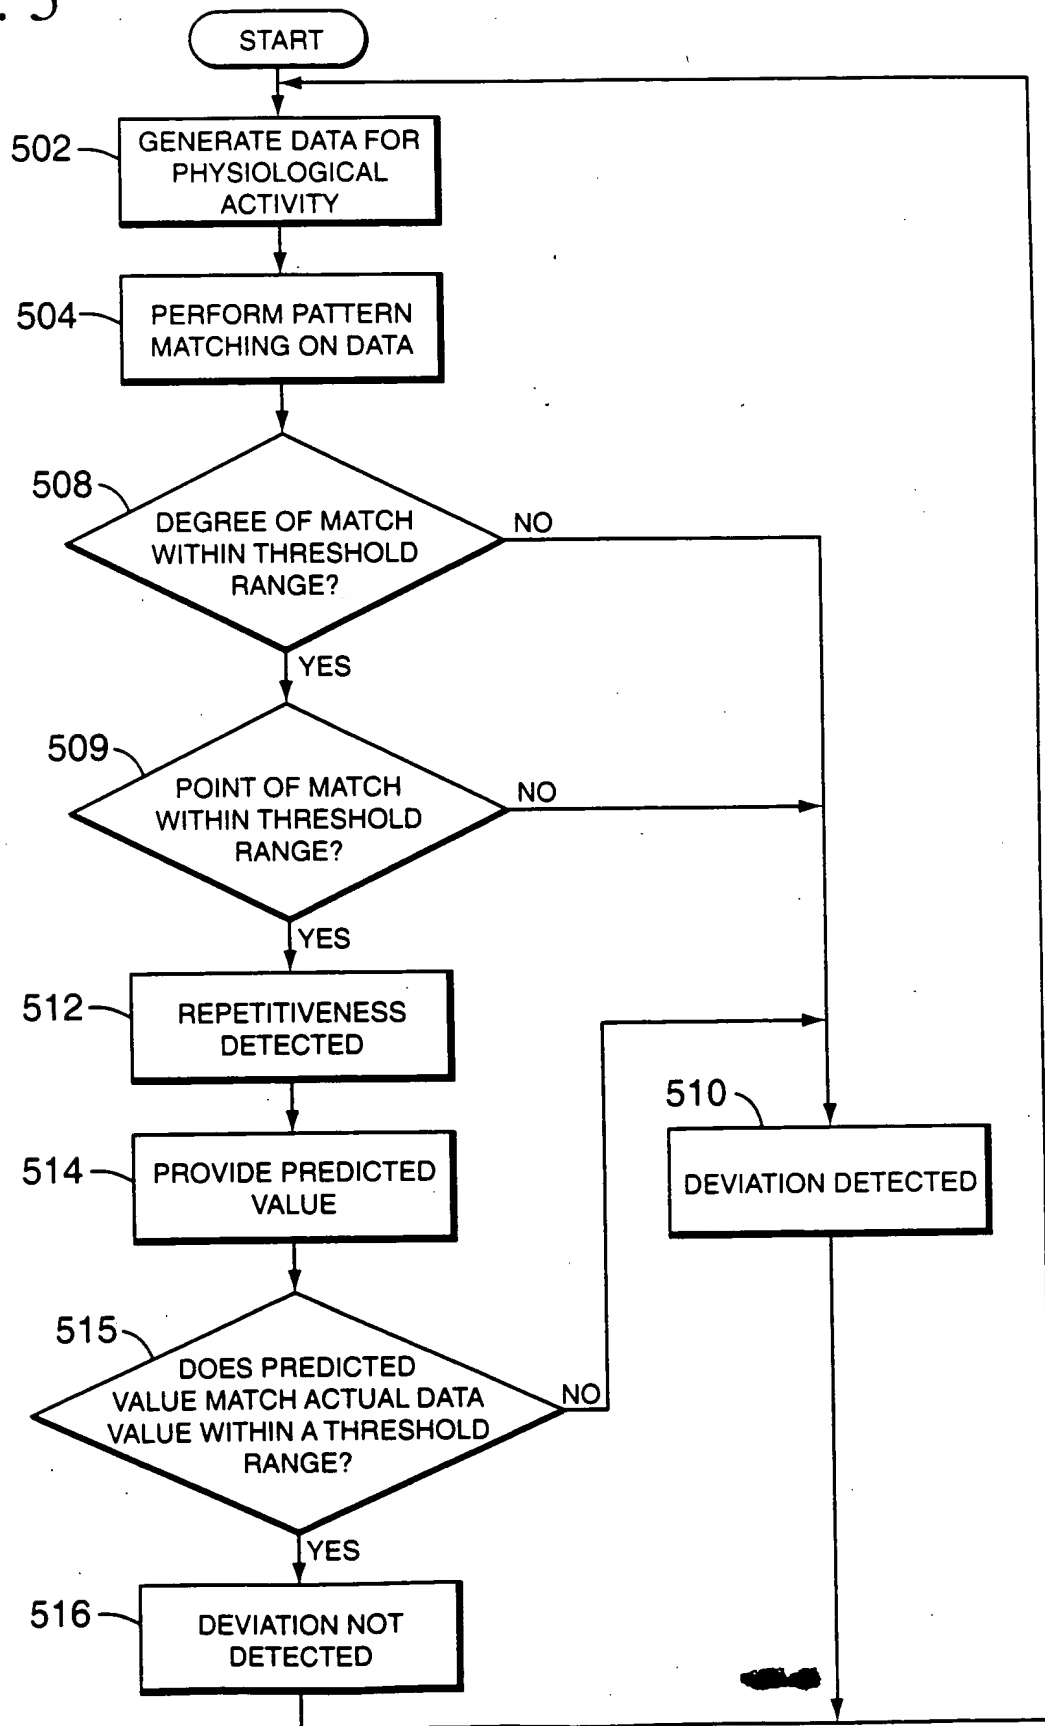 . 5
START
502
GENERATE DATA FOR
PHYSIOLOGICAL
ACTIVITY
504
PERFORM PATTERN
MATCHING ON DATA
508
DEGREE OF MATCH
WITHIN THRESHOLD
RANGE?
NO
YES
509
POINT OF MATCH
WITHIN THRESHOLD
RANGE?
NO
YES
512
REPETITIVENESS
DETECTED
514
PROVIDE PREDICTED
VALUE
510
DEVIATION DETECTED
515
DOES PREDICTED
VALUE MATCH ACTUAL DATA
VALUE WITHIN A THRESHOLD
RANGE?
NO
YES
516
DEVIATION NOT
DETECTED